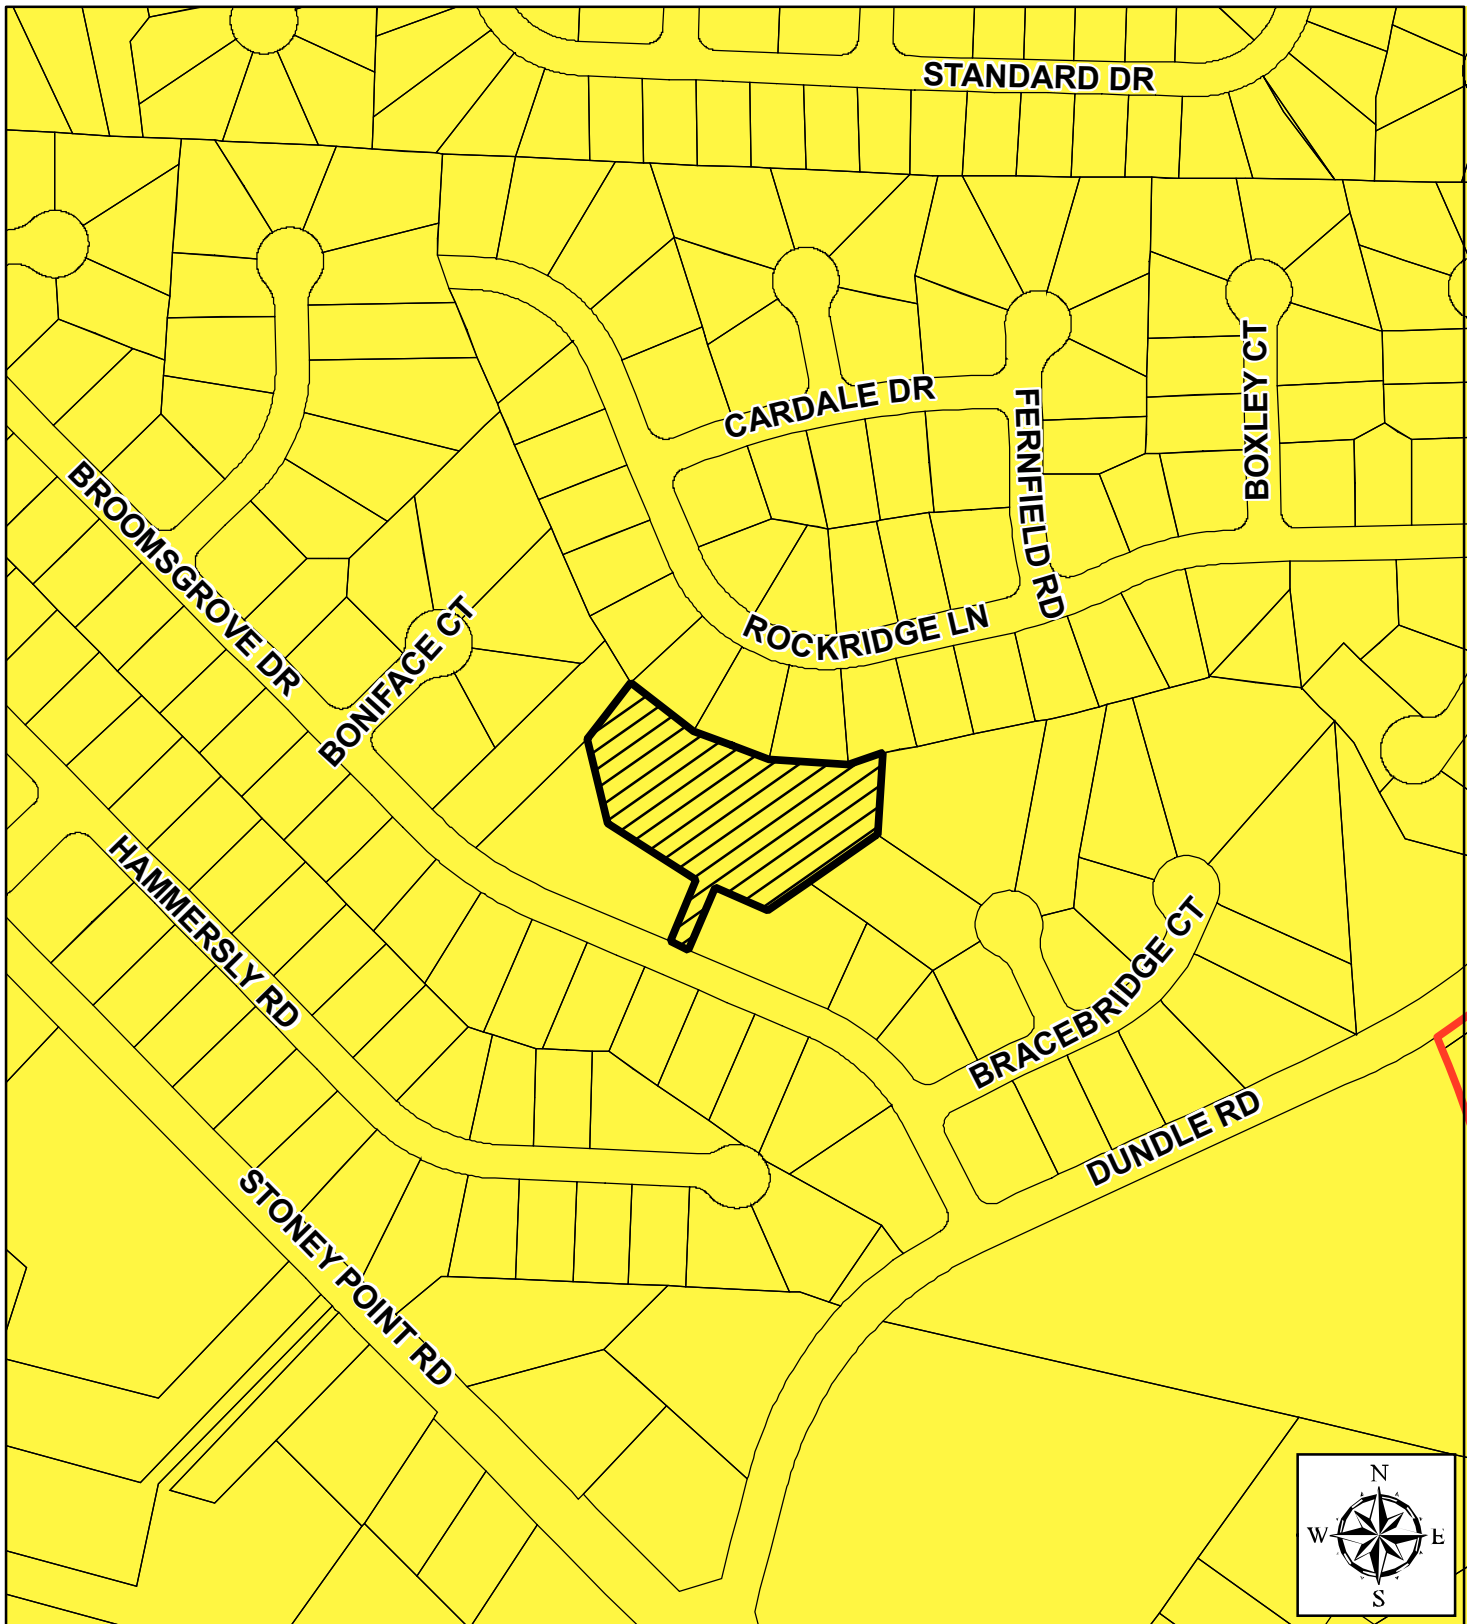 STANDARD DR
CARDALE DR
FERNFIELD RD
BOXLEY CT
BROOMSGROVE DR
BONIFACE CT
ROCKRIDGE LN
HAMMERSLY RD
BRACEBRIDGE CT
DUNDLE RD
STONEY POINT RD
N
W E
S